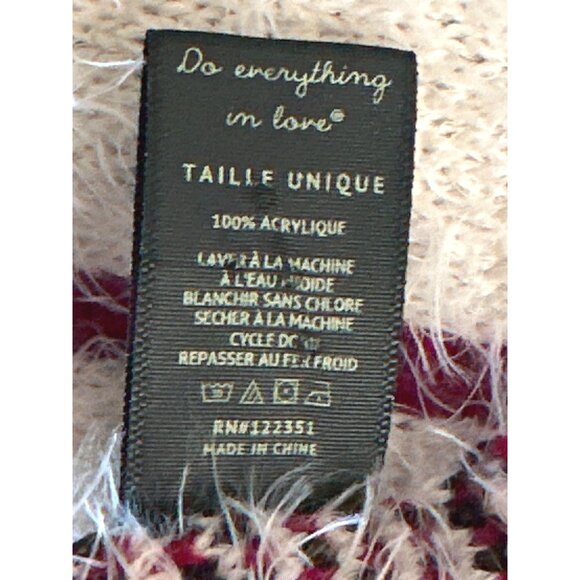 Do everything
in love®
TAILLE UNIQUE
100% ACRYLIQUE
LAVER À LA MACHINE
À L'EAU FROIDE
BLANCHIR SANS CHLORE
SECHER A LA MACHINE
CYCLE
REPASSER AU FER FROID
RN#122351
MADE IN CHINE